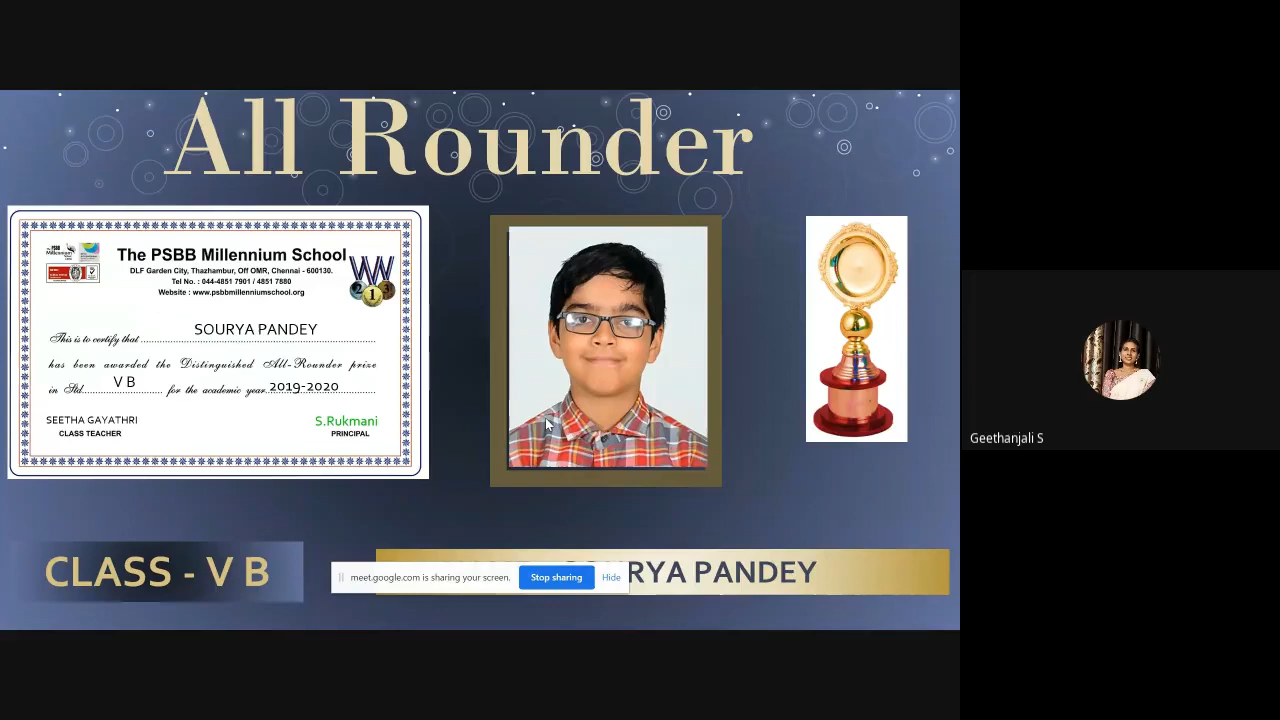 All Rounder
The PSBB Millennium School
DLF Garden City, Thazhambur, Off OMR, Chennai - 600130.
Tel No. : 044-4851 7901 / 4851 7880
Website : www.psbbmillenniumschool.org
This is to certify that SOURYA PANDEY
has been awarded the Distinguished All-Rounder prize
in Std. V B for the academic year 2019-2020
SEETHA GAYATHRI S.Rukmani
CLASS TEACHER PRINCIPAL
2 1 3
CLASS - V B
RYA PANDEY
meet.google.com is sharing your screen. Stop sharing Hide
Geethanjali S